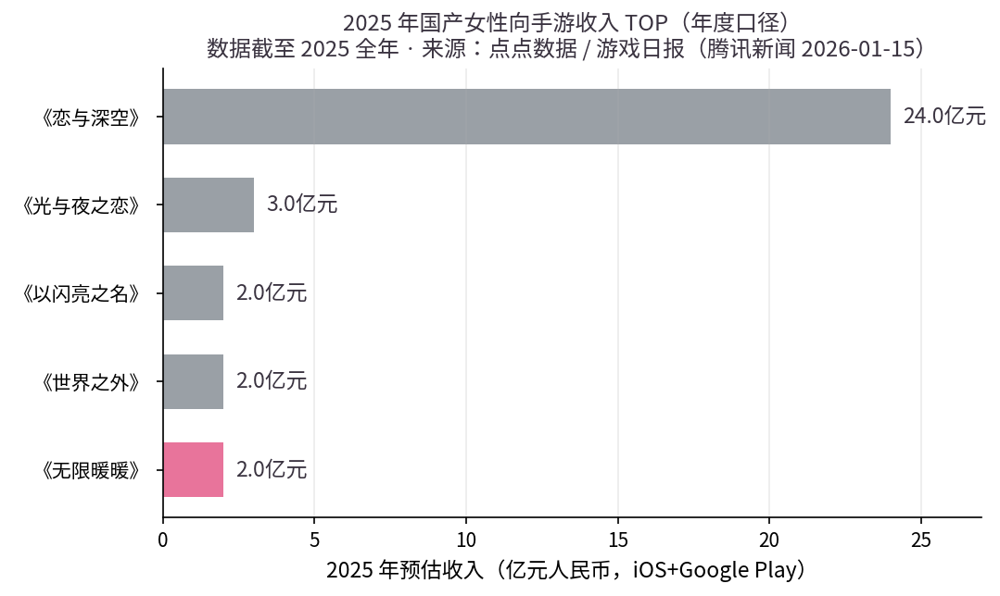 2025 年国产女性向手游收入 TOP（年度口径）
数据截至 2025 全年 · 来源：点点数据 / 游戏日报（腾讯新闻 2026-01-15）
《恋与深空》 24.0亿元
《光与夜之恋》 3.0亿元
《以闪亮之名》 2.0亿元
《世界之外》 2.0亿元
《无限暖暖》 2.0亿元
0 5 10 15 20 25
2025 年预估收入（亿元人民币，iOS+Google Play）